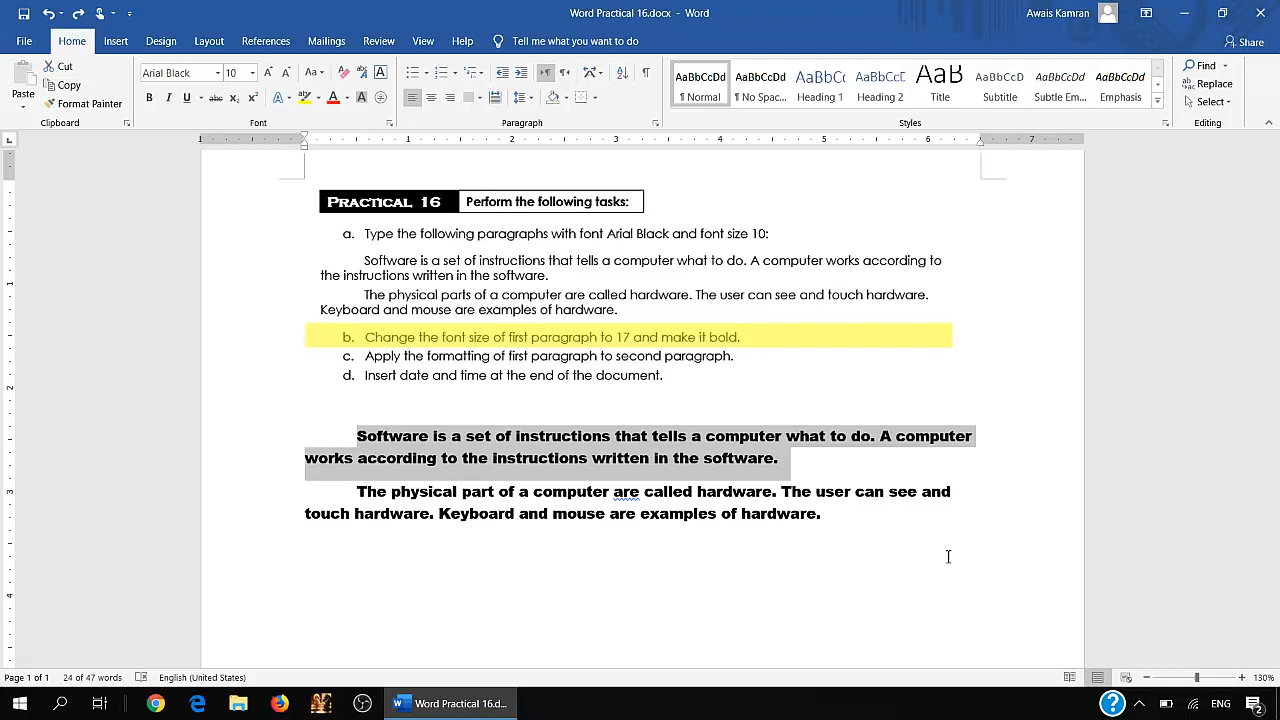 Word Practical 16.docx - Word
Awais Kamran
File Home Insert Design Layout References Mailings Review View Help Tell me what you want to do Share
Paste
Cut
Copy
Format Painter
Clipboard
Arial Black 10
Font
Paragraph
AaBbCcDd AaBbCcDd AaBbC AaBbCcC AaB AaBbCcD AaBbCcDd AaBbCcDd
¶ Normal ¶ No Spac... Heading 1 Heading 2 Title Subtitle Subtle Em... Emphasis
Styles
Find
Replace
Select
Editing
1 1 2 3 4 5 6 7
PRACTICAL 16 Perform the following tasks:
a. Type the following paragraphs with font Arial Black and font size 10:
Software is a set of instructions that tells a computer what to do. A computer works according to
the instructions written in the software.
The physical parts of a computer are called hardware. The user can see and touch hardware.
Keyboard and mouse are examples of hardware.
b. Change the font size of first paragraph to 17 and make it bold.
c. Apply the formatting of first paragraph to second paragraph.
d. Insert date and time at the end of the document.
Software is a set of instructions that tells a computer what to do. A computer
works according to the instructions written in the software.
The physical part of a computer are called hardware. The user can see and
touch hardware. Keyboard and mouse are examples of hardware.
Page 1 of 1 24 of 47 words English (United States) 130%
Word Practical 16.d... ENG